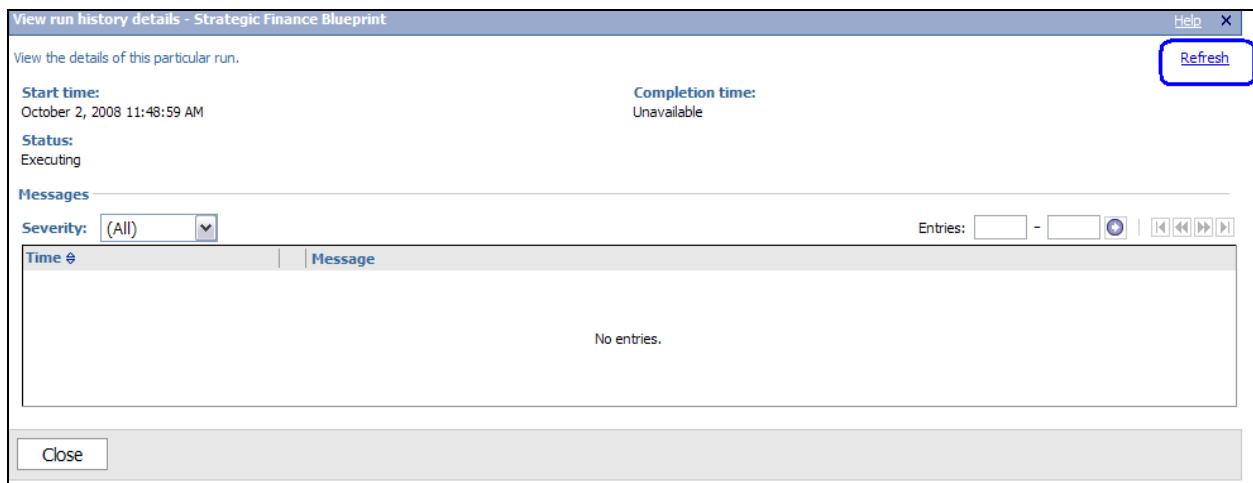 View run history details - Strategic Finance Blueprint Help X
View the details of this particular run. Refresh
Start time: Completion time:
October 2, 2008 11:48:59 AM Unavailable
Status:
Executing
Messages
Severity: (All) Entries: -
Time Message
No entries.
Close